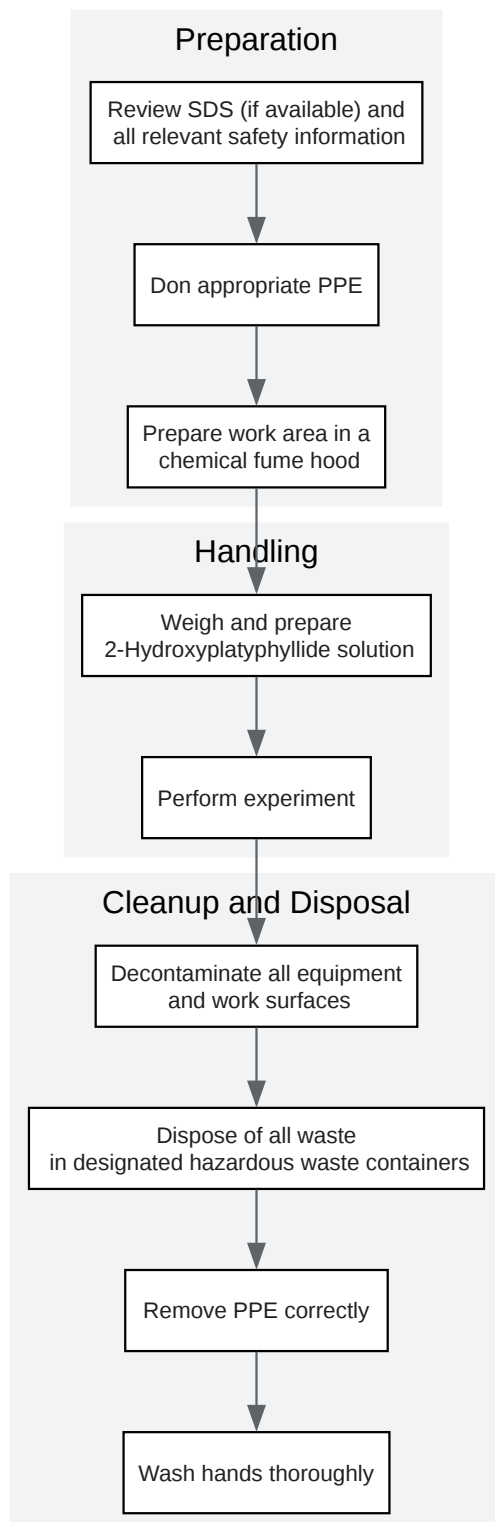 Preparation
Review SDS (if available) and
all relevant safety information
Don appropriate PPE
Prepare work area in a
chemical fume hood
Handling
Weigh and prepare
2-Hydroxyplatyphyllide solution
Perform experiment
Cleanup and Disposal
Decontaminate all equipment
and work surfaces
Dispose of all waste
in designated hazardous waste containers
Remove PPE correctly
Wash hands thoroughly